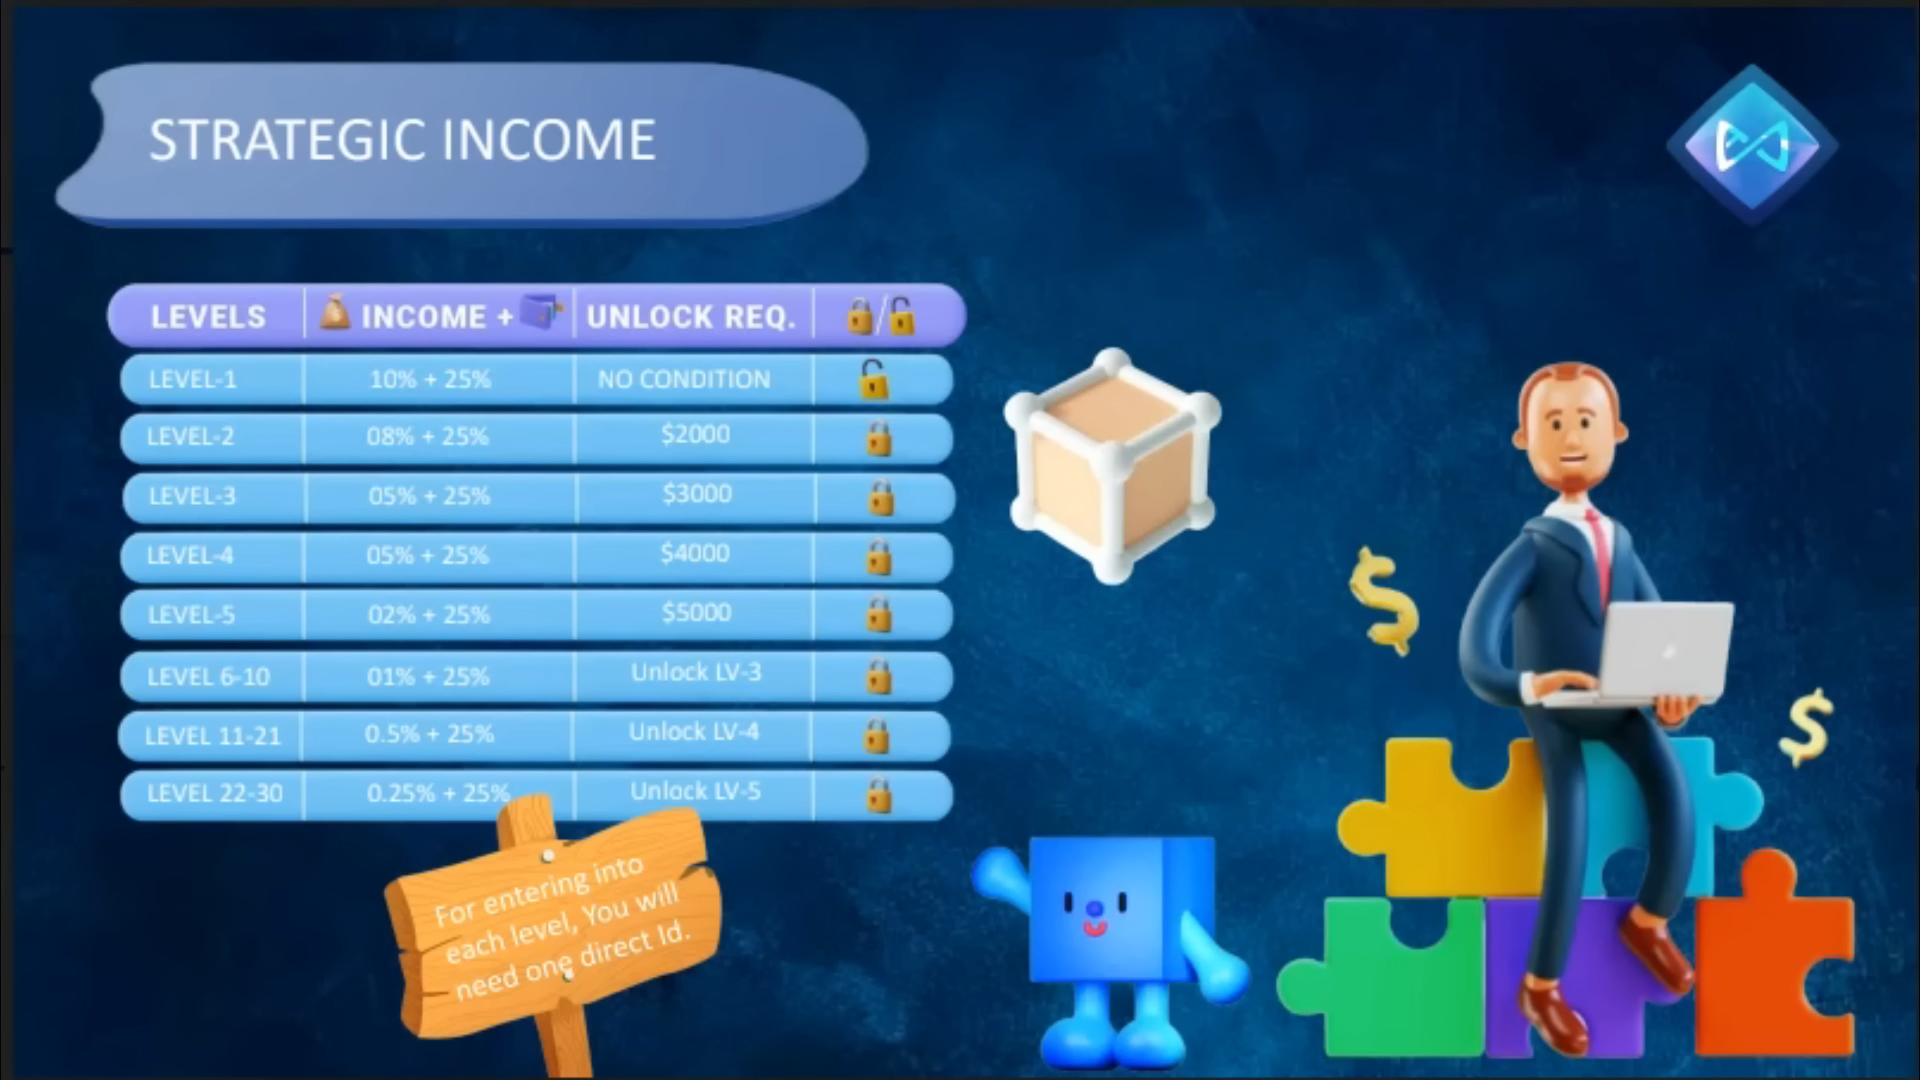 STRATEGIC INCOME
LEVELS INCOME + UNLOCK REQ. /
LEVEL-1 10% + 25% NO CONDITION
LEVEL-2 08% + 25% $2000
LEVEL-3 05% + 25% $3000
LEVEL-4 05% + 25% $4000
LEVEL-5 02% + 25% $5000
LEVEL 6-10 01% + 25% Unlock LV-3
LEVEL 11-21 0.5% + 25% Unlock LV-4
LEVEL 22-30 0.25% + 25% Unlock LV-5
For entering into
each level, You will
need one direct Id.